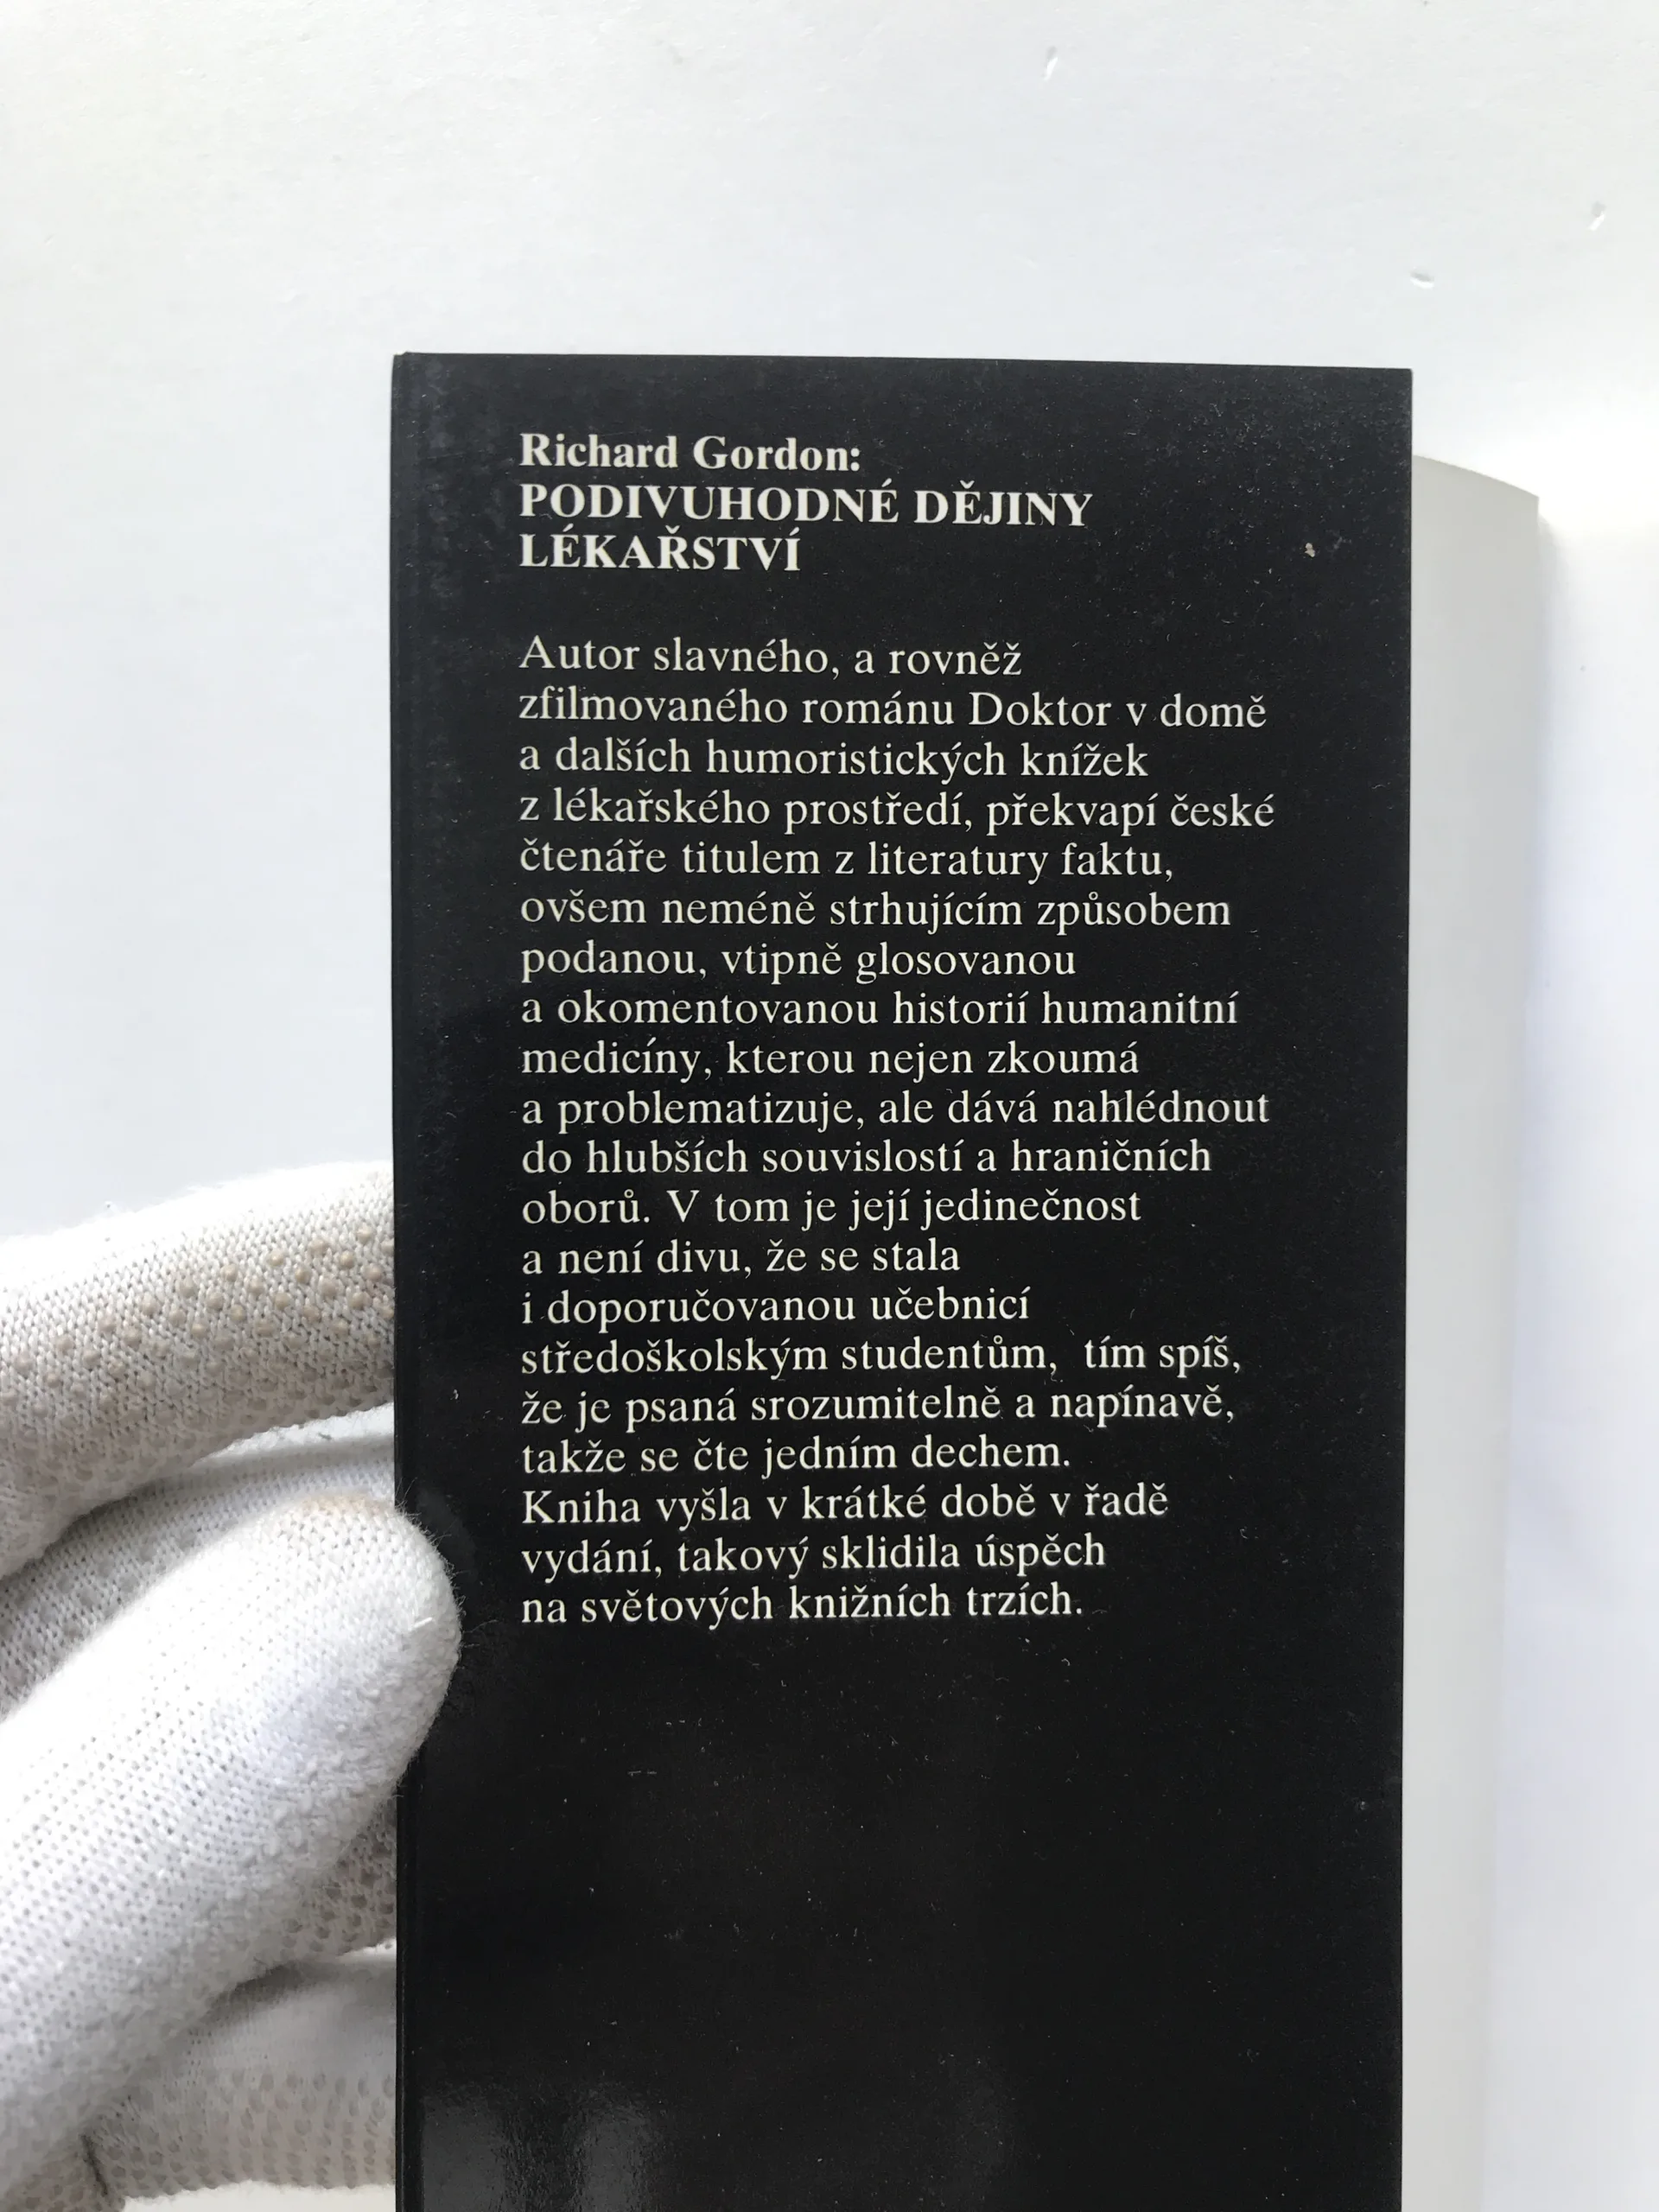 Richard Gordon:
PODIVUHODNÉ DĚJINY
LÉKAŘSTVÍ
Autor slavného, a rovněž
zfilmovaného románu Doktor v domě
a dalších humoristických knížek
z lékařského prostředí, překvapí české
čtenáře titulem z literatury faktu,
ovšem neméně strhujícím způsobem
podanou, vtipně glosovanou
a okomentovanou historií humanitní
medicíny, kterou nejen zkoumá
a problematizuje, ale dává nahlédnout
do hlubších souvislostí a hraničních
oborů. V tom je její jedinečnost
a není divu, že se stala
i doporučovanou učebnicí
středoškolským studentům, tím spíš,
že je psaná srozumitelně a napínavě,
takže se čte jedním dechem.
Kniha vyšla v krátké době v řadě
vydání, takový sklidila úspěch
na světových knižních trzích.